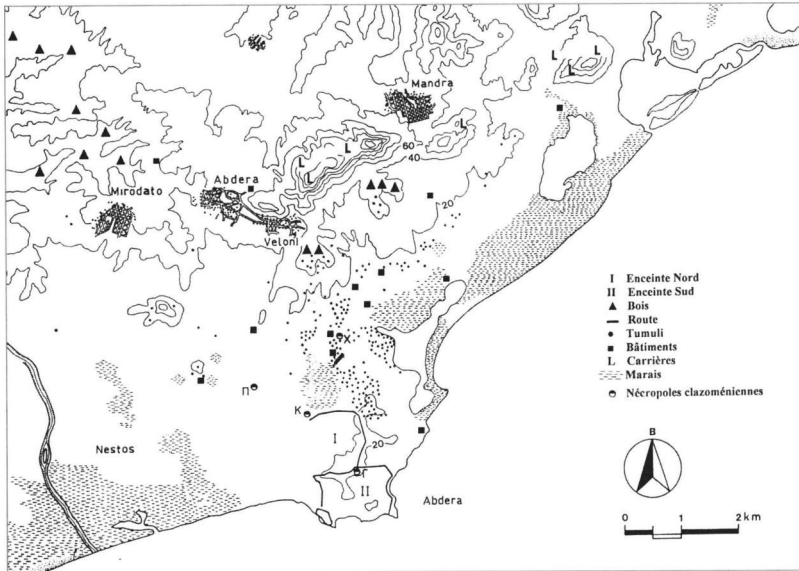 Mandra
L
L
L
L
L
L
L
L
60
40
Abdera
Mirodato
20
Veloni
X
Π
K
Nestos
I
20
Γ
II
Abdera
I Enceinte Nord
II Enceinte Sud
Bois
Route
Tumuli
Bâtiments
L Carrières
Marais
Nécropoles clazoméniennes
B
0 1 2 km